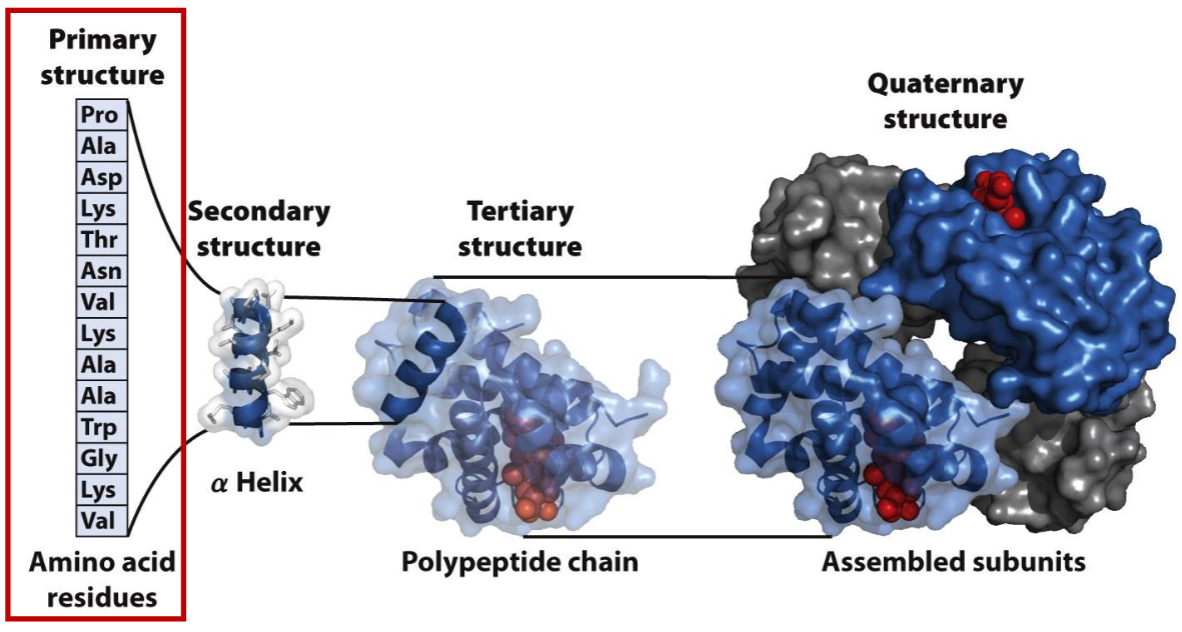 Primary
structure
Pro
Ala
Asp
Lys
Thr
Asn
Val
Lys
Ala
Ala
Trp
Gly
Lys
Val
Amino acid
residues
Secondary
structure
α Helix
Tertiary
structure
Polypeptide chain
Quaternary
structure
Assembled subunits